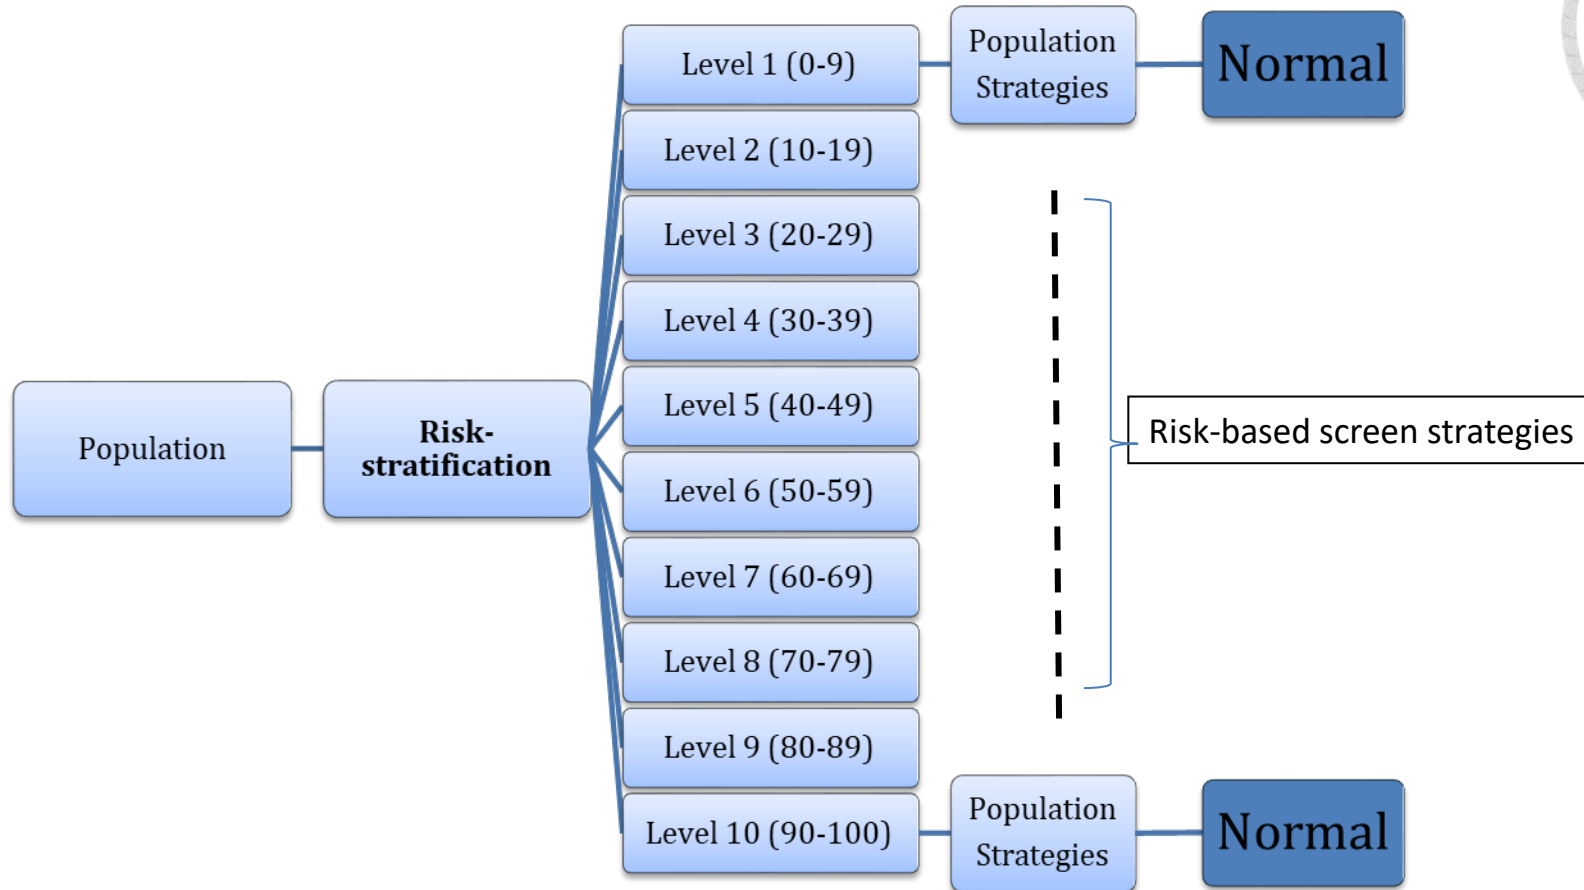 Population
Risk-
stratification
Level 1 (0-9)
Level 2 (10-19)
Level 3 (20-29)
Level 4 (30-39)
Level 5 (40-49)
Level 6 (50-59)
Level 7 (60-69)
Level 8 (70-79)
Level 9 (80-89)
Level 10 (90-100)
Population
Strategies
Normal
Risk-based screen strategies
Population
Strategies
Normal